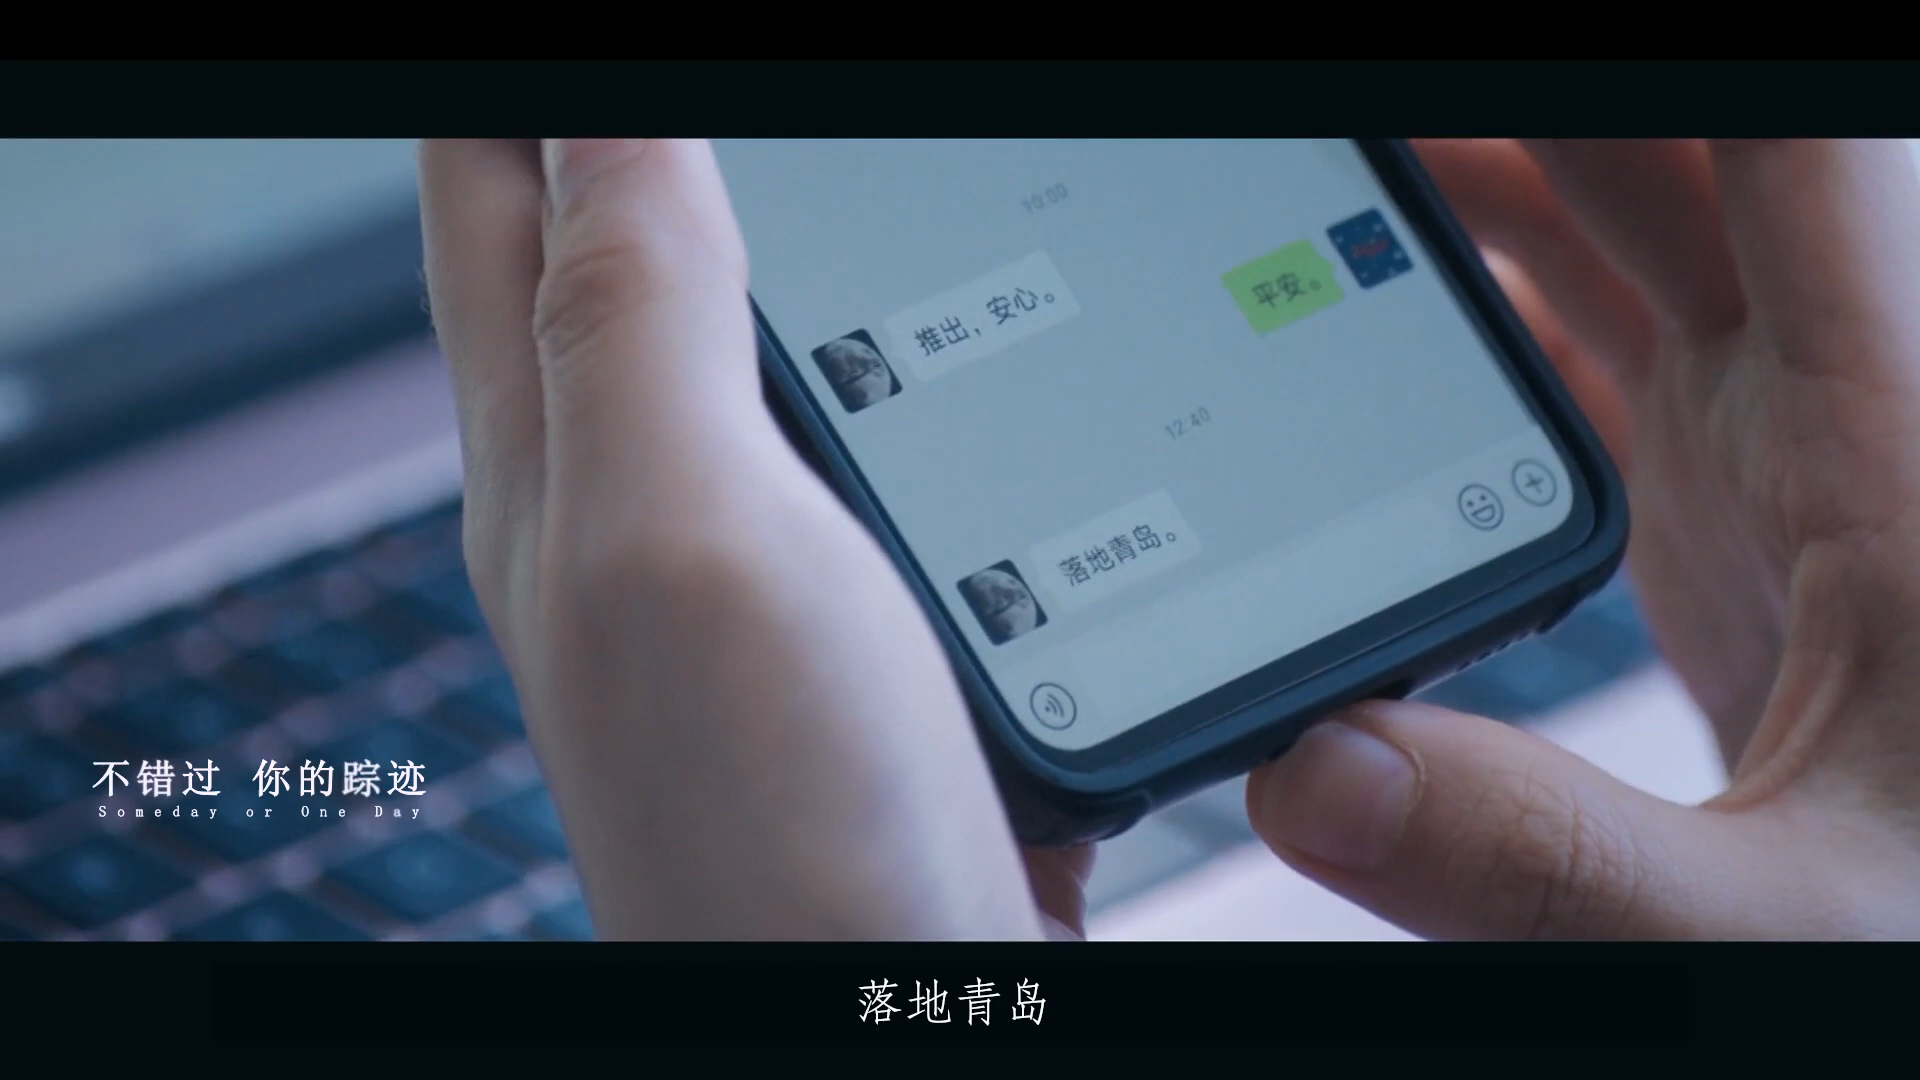 10:00
平安。
推出，安心。
12:40
落地青岛。
不错过 你的踪迹
Someday or One Day
落地青岛